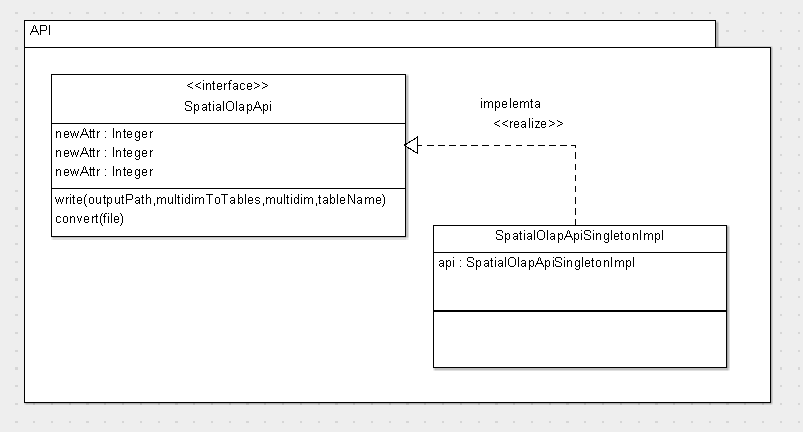 API
<<interface>>
SpatialOlapApi
newAttr : Integer
newAttr : Integer
newAttr : Integer
write(outputPath,multidimToTables,multidim,tableName)
convert(file)
impelemta
<<realize>>
SpatialOlapApiSingletonImpl
api : SpatialOlapApiSingletonImpl